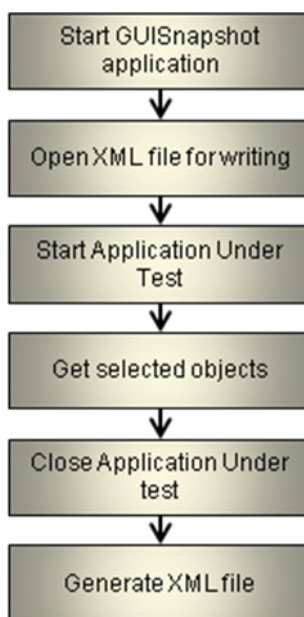 Start GUISnapshot
application
Open XML file for writing
Start Application Under
Test
Get selected objects
Close Application Under
test
Generate XML file